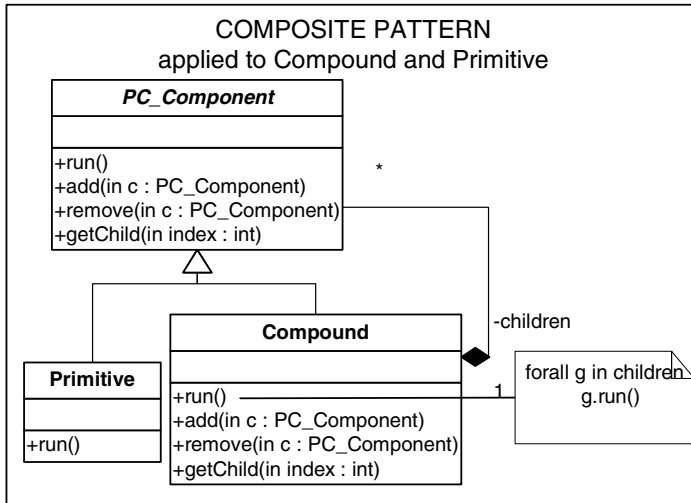 COMPOSITE PATTERN
applied to Compound and Primitive
PC_Component
+run()
+add(in c : PC_Component)
+remove(in c : PC_Component)
+getChild(in index : int)
*
-children
Compound
+run()
+add(in c : PC_Component)
+remove(in c : PC_Component)
+getChild(in index : int)
1
Primitive
+run()
forall g in children
g.run()